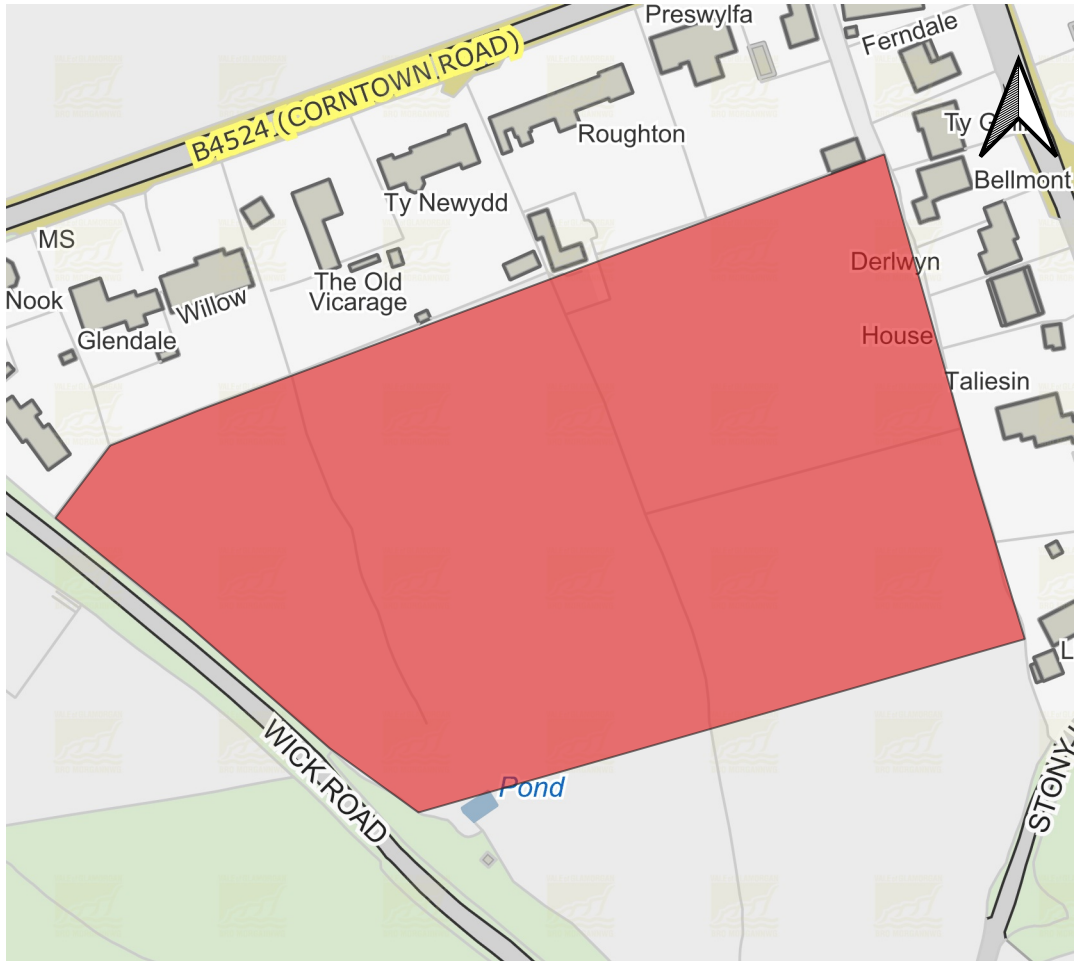 Preswylfa
Ferndale
B4524 (CORNTOWN ROAD)
Roughton
Bellmont
Ty Newydd
MS
Derlwyn
The Old
Vicarage
Nook
Willow
Glendale
House
Taliesin
WICK ROAD
Pond
STONY